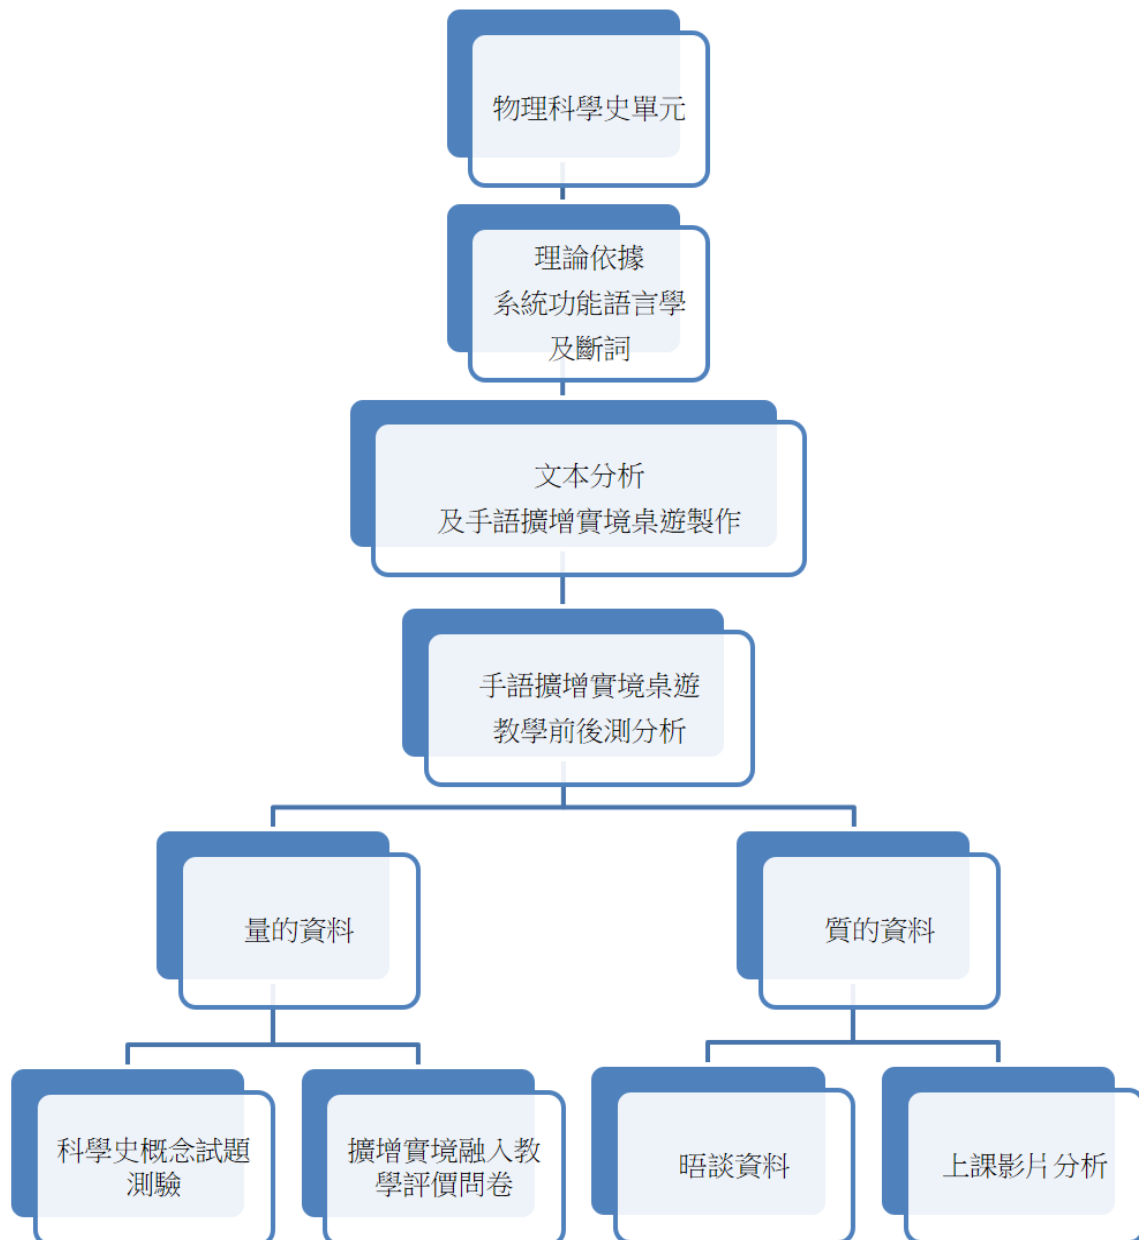 物理科學史單元
理論依據
系統功能語言學
及斷詞
文本分析
及手語擴增實境桌遊製作
手語擴增實境桌遊
教學前後測分析
量的資料
質的資料
科學史概念試題
測驗
擴增實境融入教
學評價問卷
晤談資料
上課影片分析